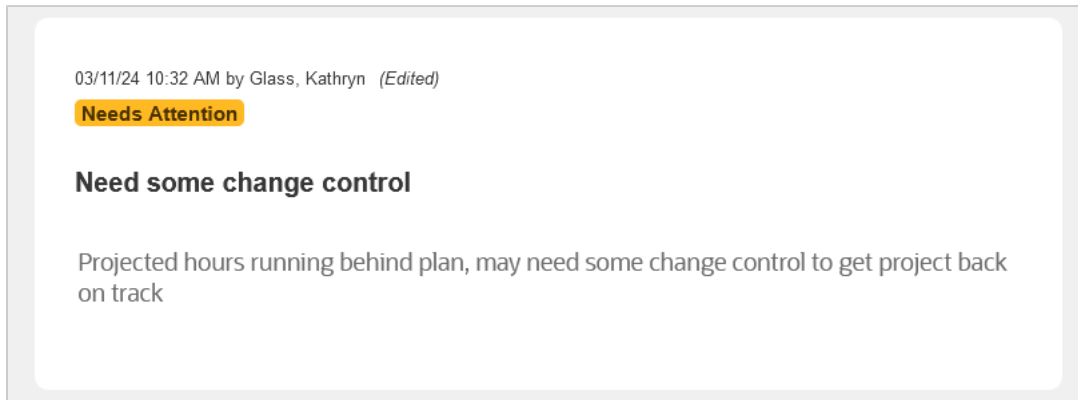 03/11/24 10:32 AM by Glass, Kathryn (Edited)
Needs Attention
Need some change control
Projected hours running behind plan, may need some change control to get project back
on track